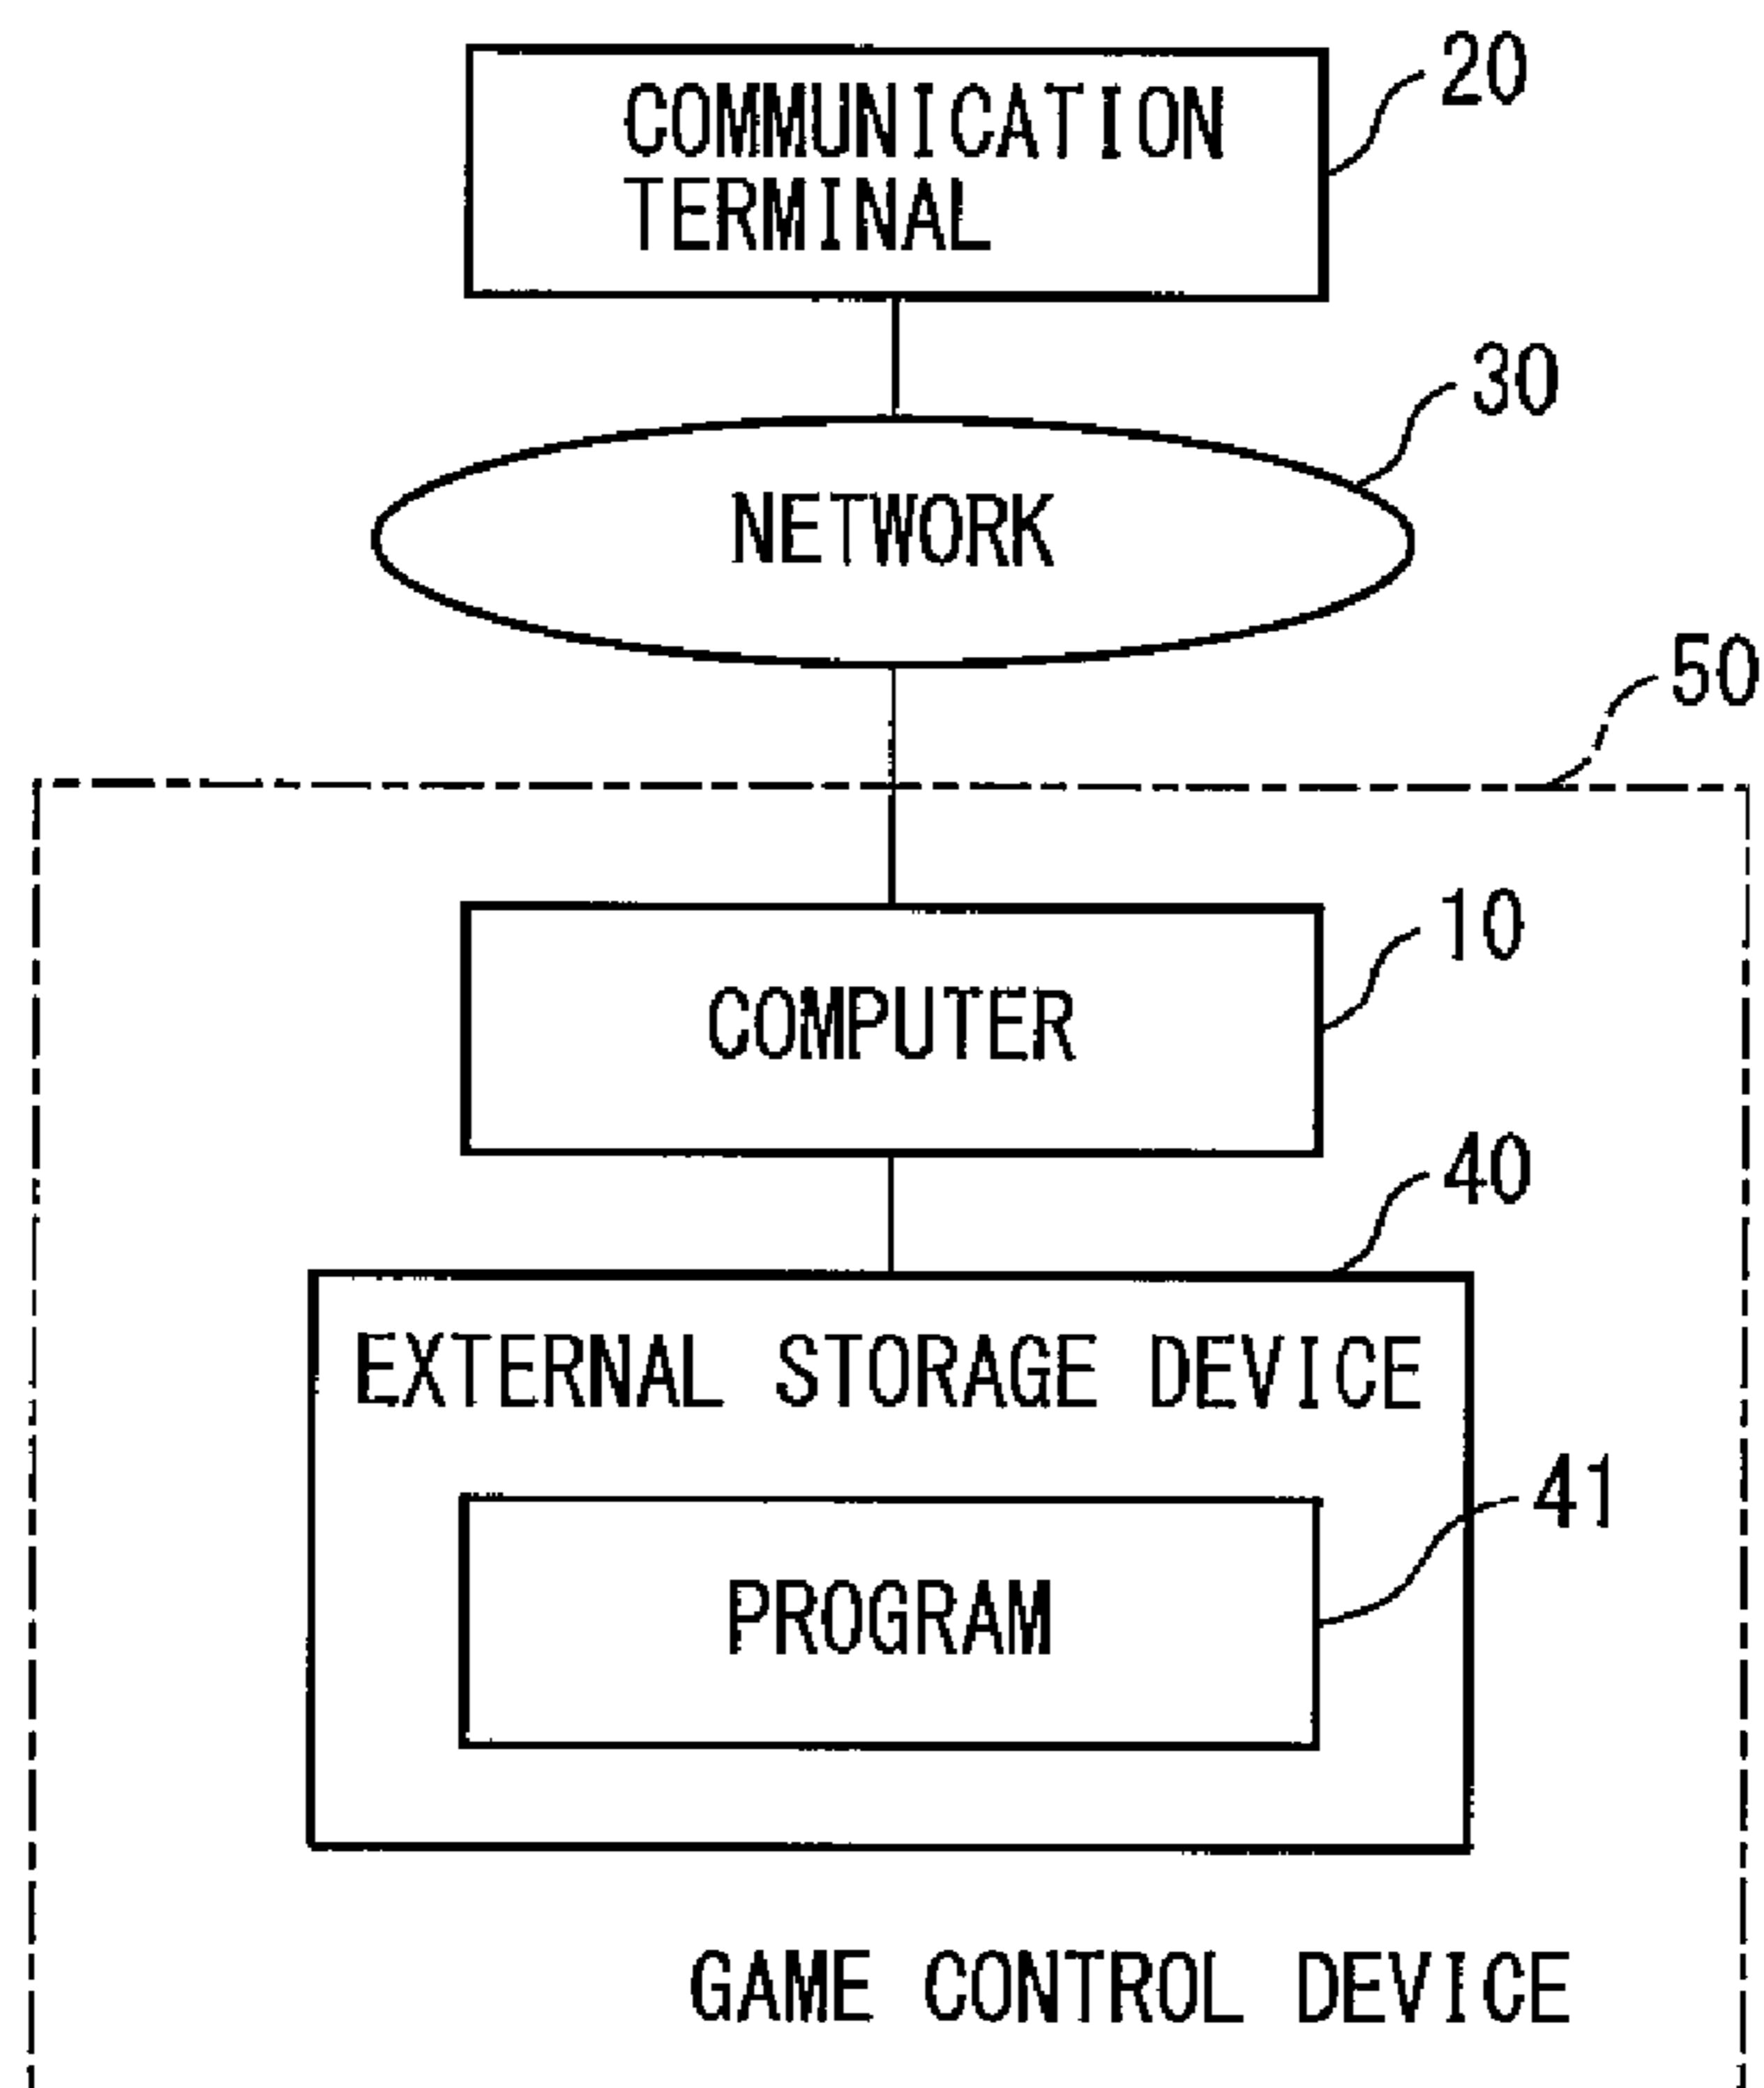 20
COMMUNICATION
TERMINAL
30
NETWORK
50
10
COMPUTER
40
EXTERNAL STORAGE DEVICE
41
PROGRAM
GAME CONTROL DEVICE